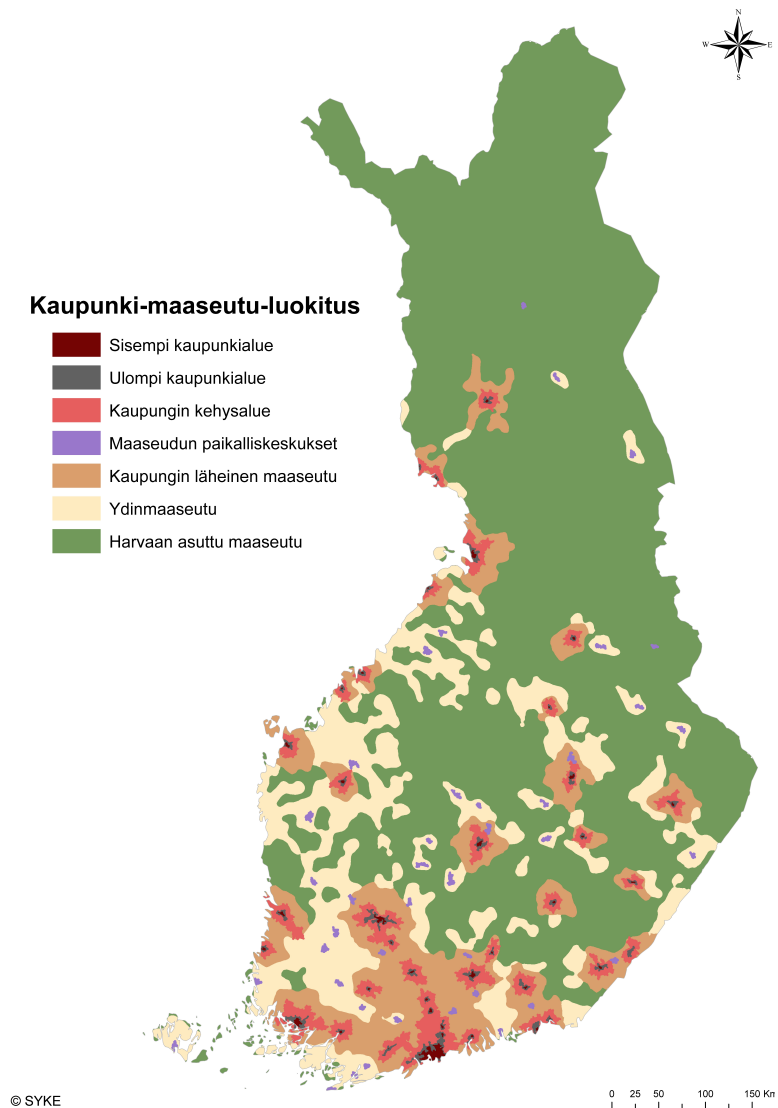 N
W E
S
Kaupunki-maaseutu-luokitus
Sisempi kaupunkialue
Ulompi kaupunkialue
Kaupungin kehysalue
Maaseudun paikalliskeskukset
Kaupungin läheinen maaseutu
Ydinmaaseutu
Harvaan asuttu maaseutu
© SYKE
0 25 50 100 150 Km